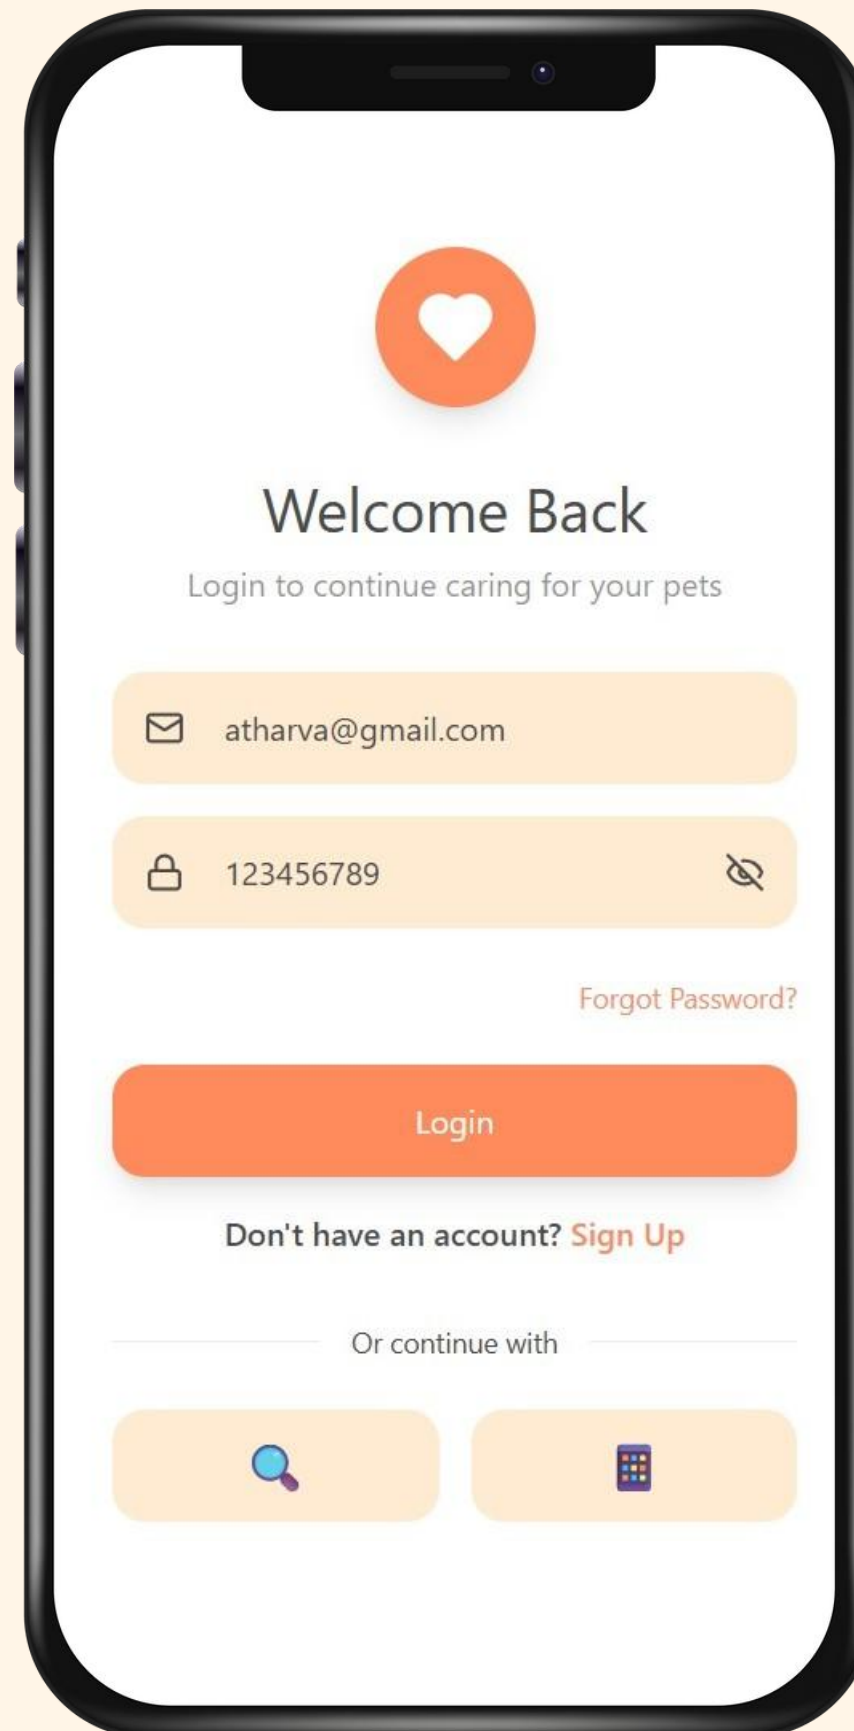 Welcome Back
Login to continue caring for your pets
atharva@gmail.com
123456789
Forgot Password?
Login
Don't have an account? Sign Up
Or continue with